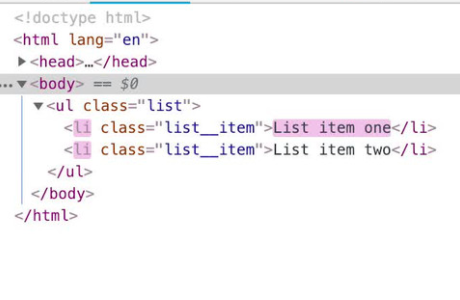 <!doctype html>
<html lang="en">
▶<head>…</head>
…▼<body> == $0
▼<ul class="list">
<li class="list__item">List item one</li>
<li class="list__item">List item two</li>
</ul>
</body>
</html>